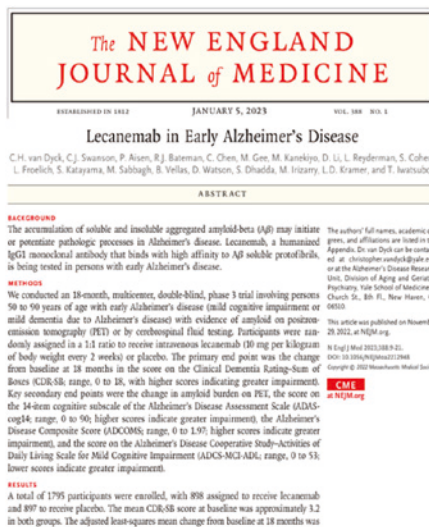 The NEW ENGLAND
JOURNAL of MEDICINE
ESTABLISHED IN 1812
JANUARY 5, 2023
VOL. 388 NO. 1
Lecanemab in Early Alzheimer's Disease
C.H. van Dyck, C.J. Swanson, P. Aisen, R.J. Bateman, C. Chen, M. Gee, M. Kanekiyo, D. Li, L. Reyderman, S. Cohe
L. Froelich, S. Katayama, M. Sabbagh, B. Vellas, D. Watson, S. Dhadda, M. Irizarry, L.D. Kramer, and T. Iwatsubo
ABSTRACT
BACKGROUND
The accumulation of soluble and insoluble aggregated amyloid-beta (Aβ) may initiate
or potentiate pathologic processes in Alzheimer's disease. Lecanemab, a humanized
IgG1 monoclonal antibody that binds with high affinity to Aβ soluble protofibrils,
is being tested in persons with early Alzheimer's disease.
METHODS
We conducted an 18-month, multicenter, double-blind, phase 3 trial involving persons
50 to 90 years of age with early Alzheimer's disease (mild cognitive impairment or
mild dementia due to Alzheimer's disease) with evidence of amyloid on positron-
emission tomography (PET) or by cerebrospinal fluid testing. Participants were ran-
domly assigned in a 1:1 ratio to receive intravenous lecanemab (10 mg per kilogram
of body weight every 2 weeks) or placebo. The primary end point was the change
from baseline at 18 months in the score on the Clinical Dementia Rating–Sum of
Boxes (CDR-SB; range, 0 to 18, with higher scores indicating greater impairment).
Key secondary end points were the change in amyloid burden on PET, the score on
the 14-item cognitive subscale of the Alzheimer's Disease Assessment Scale (ADAS-
cog14; range, 0 to 90; higher scores indicate greater impairment), the Alzheimer's
Disease Composite Score (ADCOMS; range, 0 to 1.97; higher scores indicate greater
impairment), and the score on the Alzheimer's Disease Cooperative Study–Activities of
Daily Living Scale for Mild Cognitive Impairment (ADCS-MCI-ADL; range, 0 to 53;
lower scores indicate greater impairment).
RESULTS
A total of 1795 participants were enrolled, with 898 assigned to receive lecanemab
and 897 to receive placebo. The mean CDR-SB score at baseline was approximately 3.2
in both groups. The adjusted least-squares mean change from baseline at 18 months was
The authors' full names, academic d
grees, and affiliations are listed in t
Appendix. Dr. van Dyck can be contac
ed at christopher.vandyck@yale.e
or at the Alzheimer's Disease Resear
Unit, Division of Aging and Geriat
Psychiatry, Yale School of Medicine,
Church St., 8th Fl., New Haven,
06510.
This article was published on Novemb
29, 2022, at NEJM.org.
N Engl J Med 2023;388:9-21.
DOI: 10.1056/NEJMoa2212948
Copyright © 2022 Massachusetts Medical Soc
CME
at NEJM.org